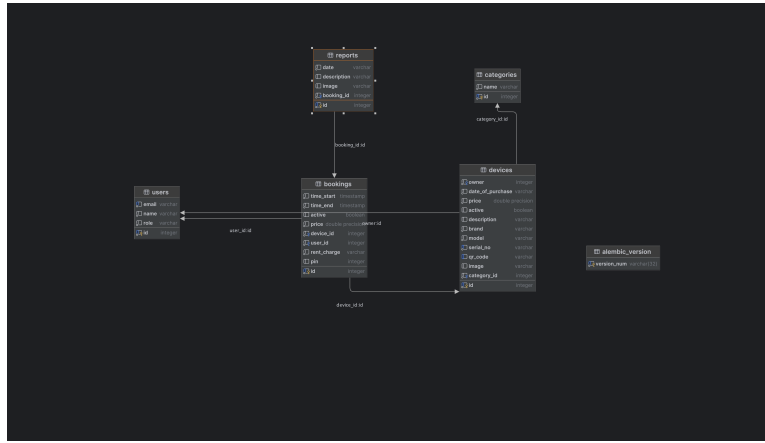 reports
date varchar
description varchar
image varchar
booking_id integer
id integer
categories
name varchar
id integer
category_id:id
booking_id:id
users
email varchar
name varchar
role varchar
id integer
user_id:id
bookings
time_start timestamp
time_end timestamp
active boolean
price double precision
device_id integer
user_id integer
rent_charge varchar
pin integer
id integer
owner:id
device_id:id
devices
owner integer
date_of_purchase varchar
price double precision
active boolean
description varchar
brand varchar
model varchar
serial_no varchar
qr_code varchar
image varchar
category_id integer
id integer
alembic_version
version_num varchar(32)